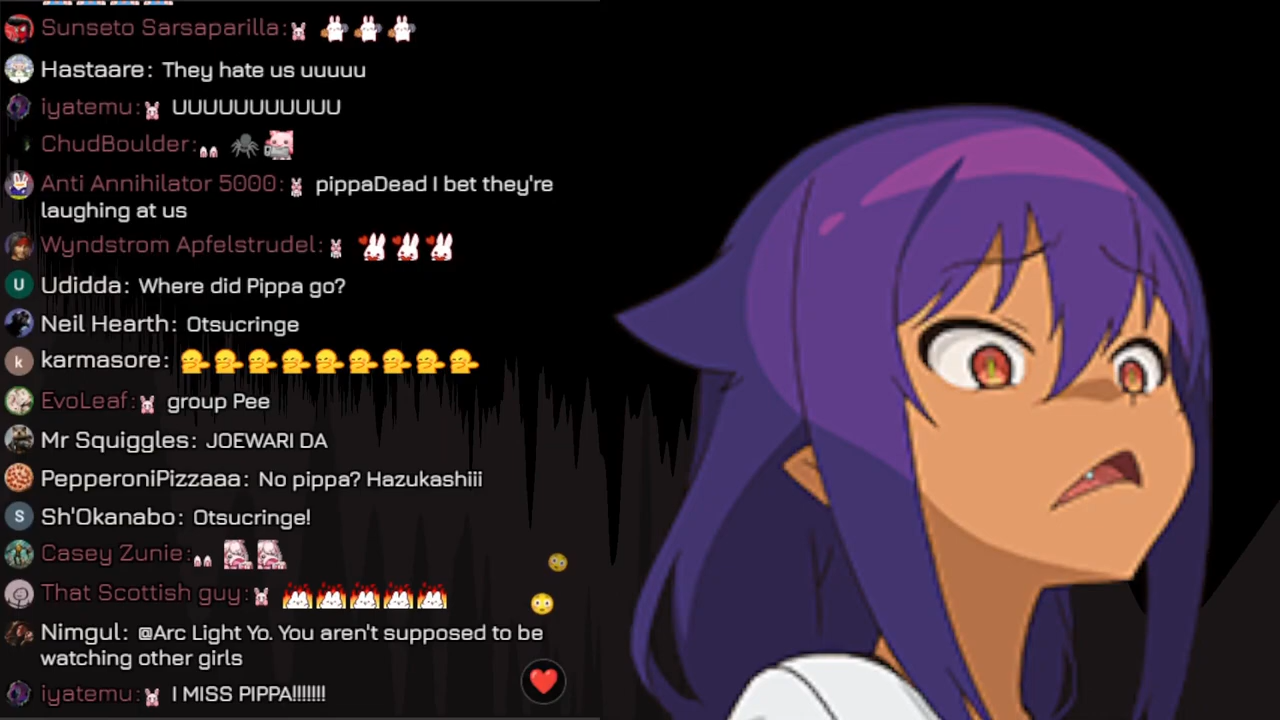 Sunseto Sarsaparilla:
Hastaare: They hate us uuuuu
iyatemu: UUUUUUUUUUU
ChudBoulder:
Anti Annihilator 5000: pippaDead I bet they're
laughing at us
Wyndstrom Apfelstrudel:
U Udidda: Where did Pippa go?
Neil Hearth: Otsucringe
k karmasore:
EvoLeaf: group Pee
Mr Squiggles: JOEWARI DA
PepperoniPizzaaa: No pippa? Hazukashiii
S Sh'Okanabo: Otsucringe!
Casey Zunie:
That Scottish guy:
Nimgul: @Arc Light Yo. You aren't supposed to be
watching other girls
iyatemu: I MISS PIPPA!!!!!!!